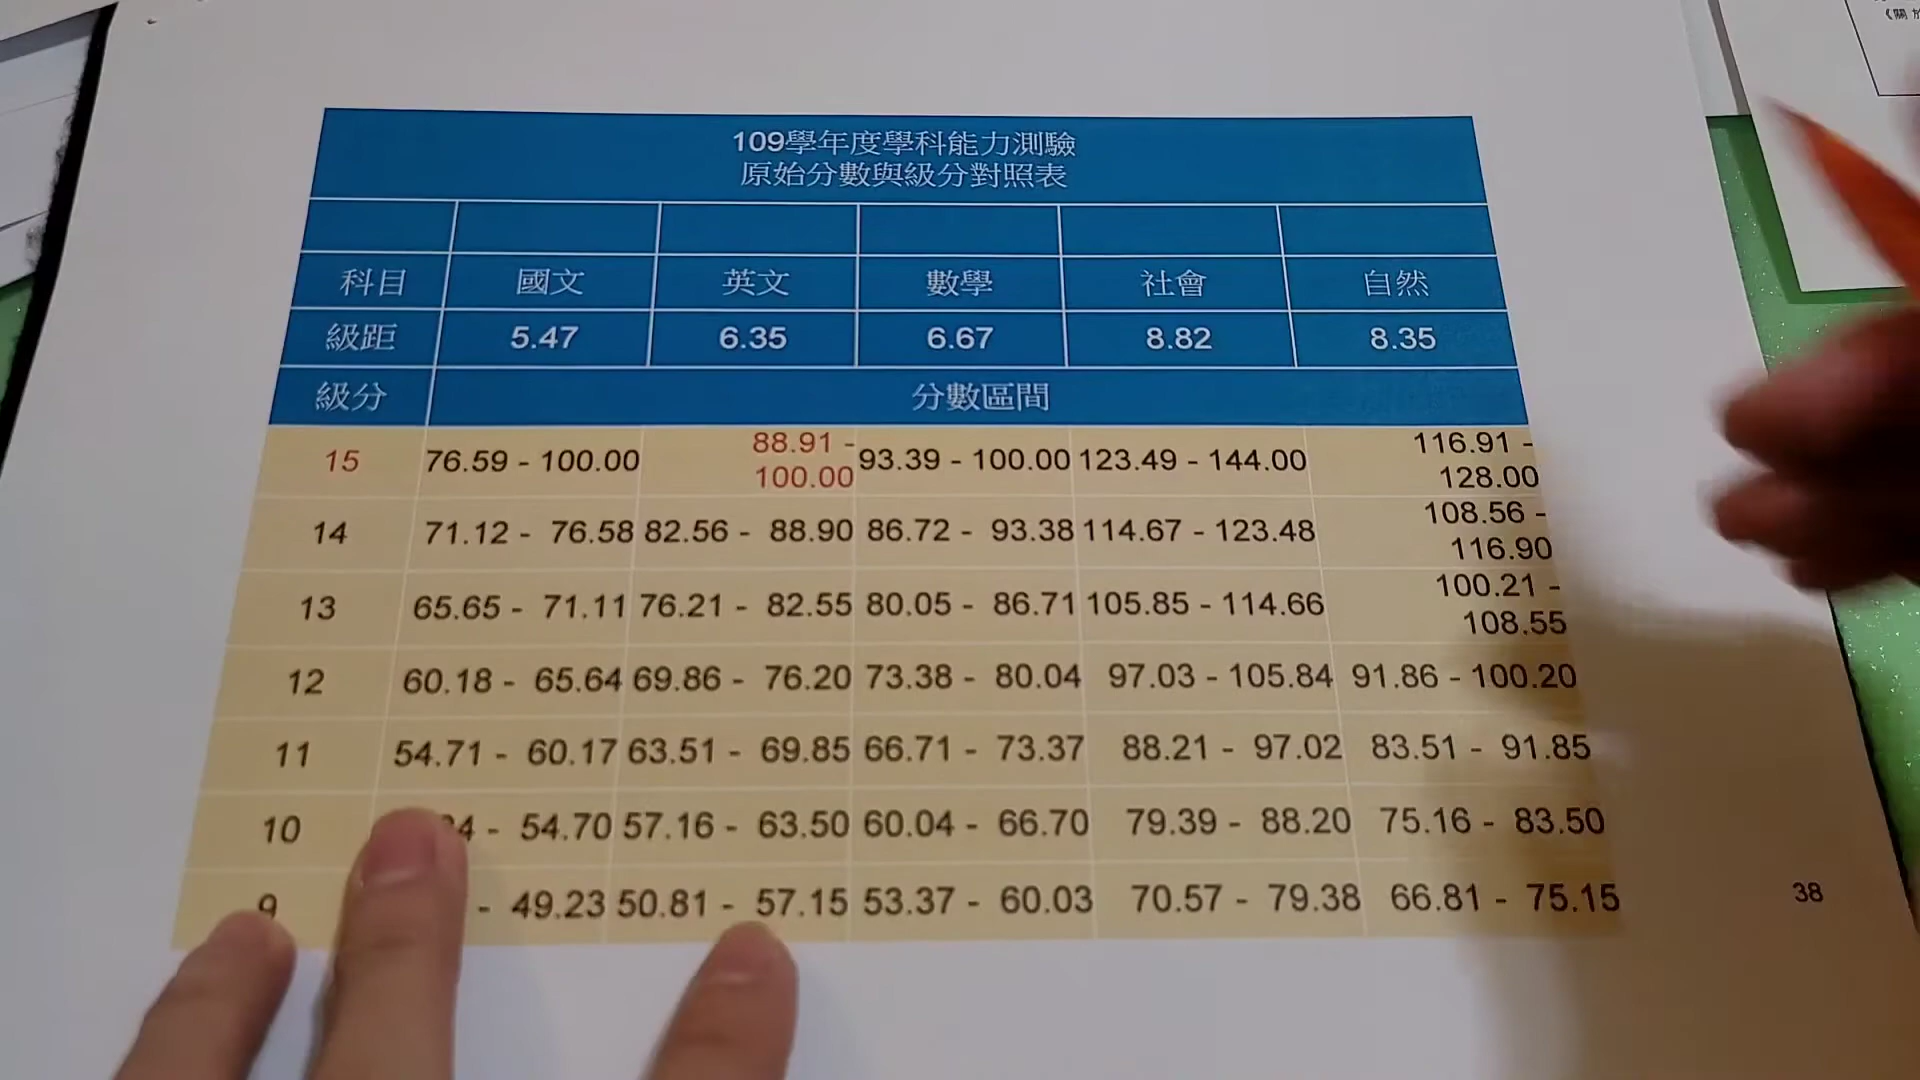 《關於
109學年度學科能力測驗
原始分數與級分對照表
科目 國文 英文 數學 社會 自然
級距 5.47 6.35 6.67 8.82 8.35
級分 分數區間
15 76.59 - 100.00 88.91 - 100.00 93.39 - 100.00 123.49 - 144.00 116.91 - 128.00
14 71.12 - 76.58 82.56 - 88.90 86.72 - 93.38 114.67 - 123.48 108.56 - 116.90
13 65.65 - 71.11 76.21 - 82.55 80.05 - 86.71 105.85 - 114.66 100.21 - 108.55
12 60.18 - 65.64 69.86 - 76.20 73.38 - 80.04 97.03 - 105.84 91.86 - 100.20
11 54.71 - 60.17 63.51 - 69.85 66.71 - 73.37 88.21 - 97.02 83.51 - 91.85
10 4 - 54.70 57.16 - 63.50 60.04 - 66.70 79.39 - 88.20 75.16 - 83.50
9 - 49.23 50.81 - 57.15 53.37 - 60.03 70.57 - 79.38 66.81 - 75.15
38